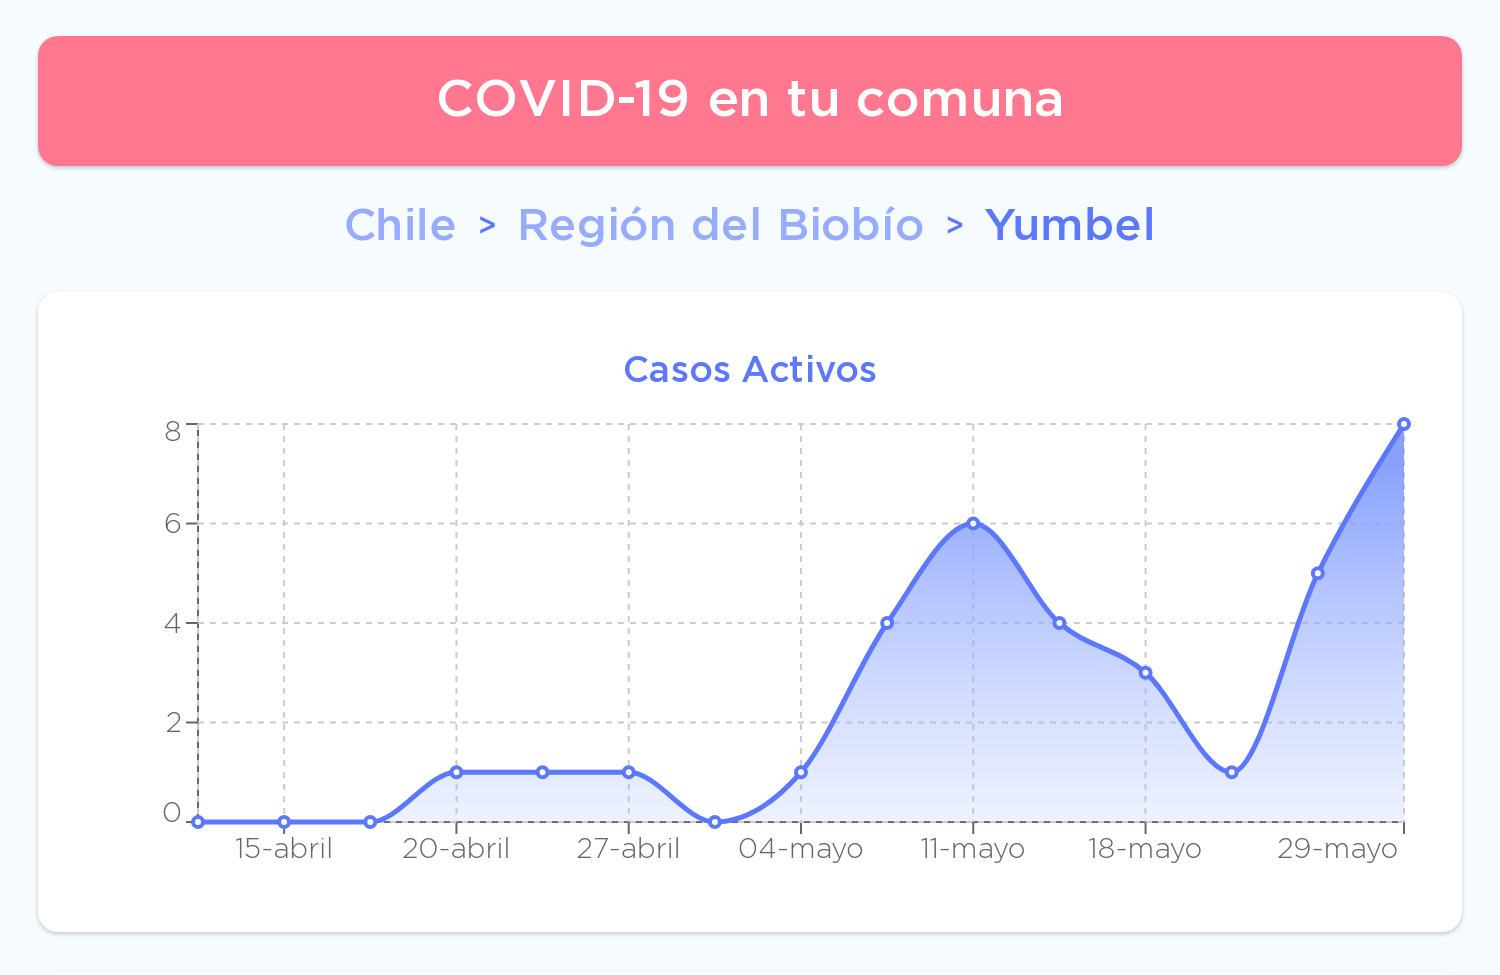 COVID-19 en tu comuna
Chile > Región del Biobío > Yumbel
Casos Activos
8
6
4
2
0
15-abril 20-abril 27-abril 04-mayo 11-mayo 18-mayo 29-mayo